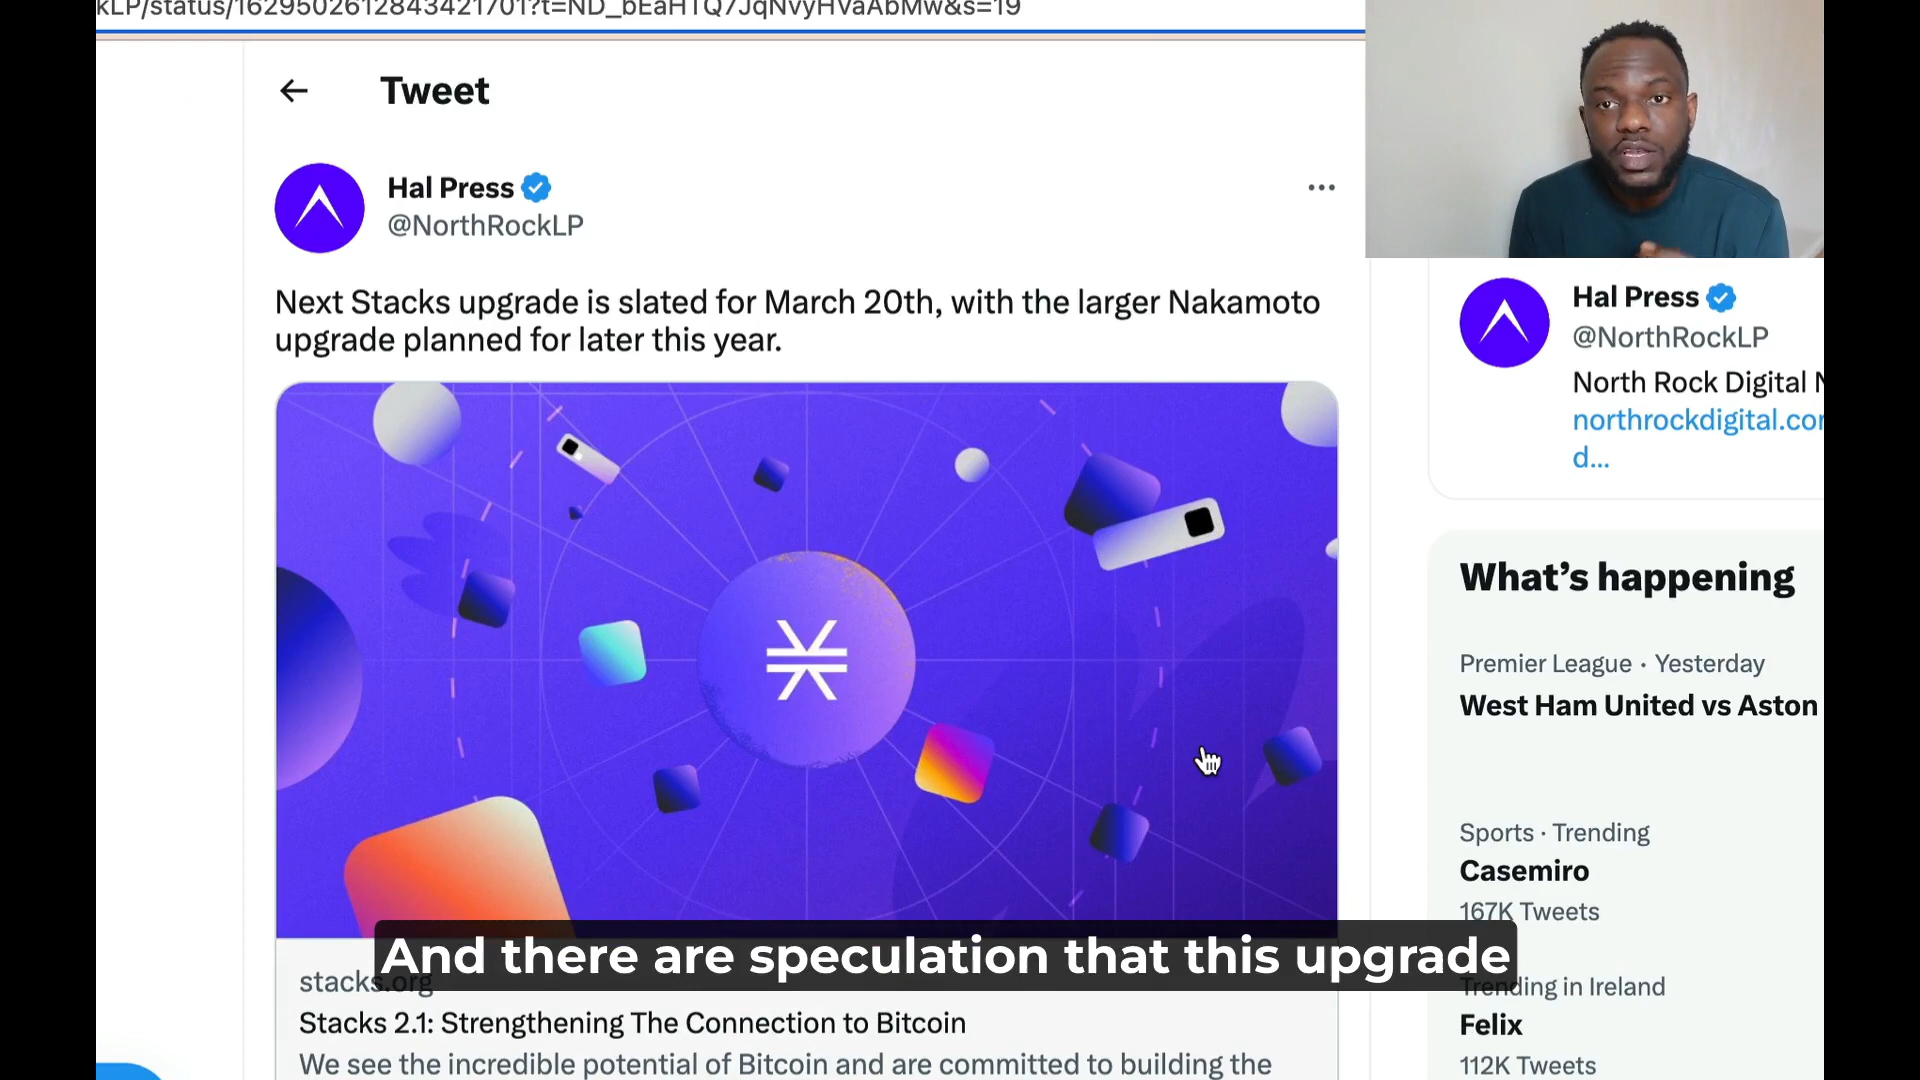 kLP/status/1629502612843421701?t=ND_bEaHTQ7JqNvyHVaAbMw&s=19
Tweet
Hal Press
@NorthRockLP
Next Stacks upgrade is slated for March 20th, with the larger Nakamoto
upgrade planned for later this year.
stacks.org
Stacks 2.1: Strengthening The Connection to Bitcoin
We see the incredible potential of Bitcoin and are committed to building the
And there are speculation that this upgrade
Hal Press
@NorthRockLP
North Rock Digital
northrockdigital.co
d...
What's happening
Premier League · Yesterday
West Ham United vs Aston
Sports · Trending
Casemiro
167K Tweets
Trending in Ireland
Felix
112K Tweets